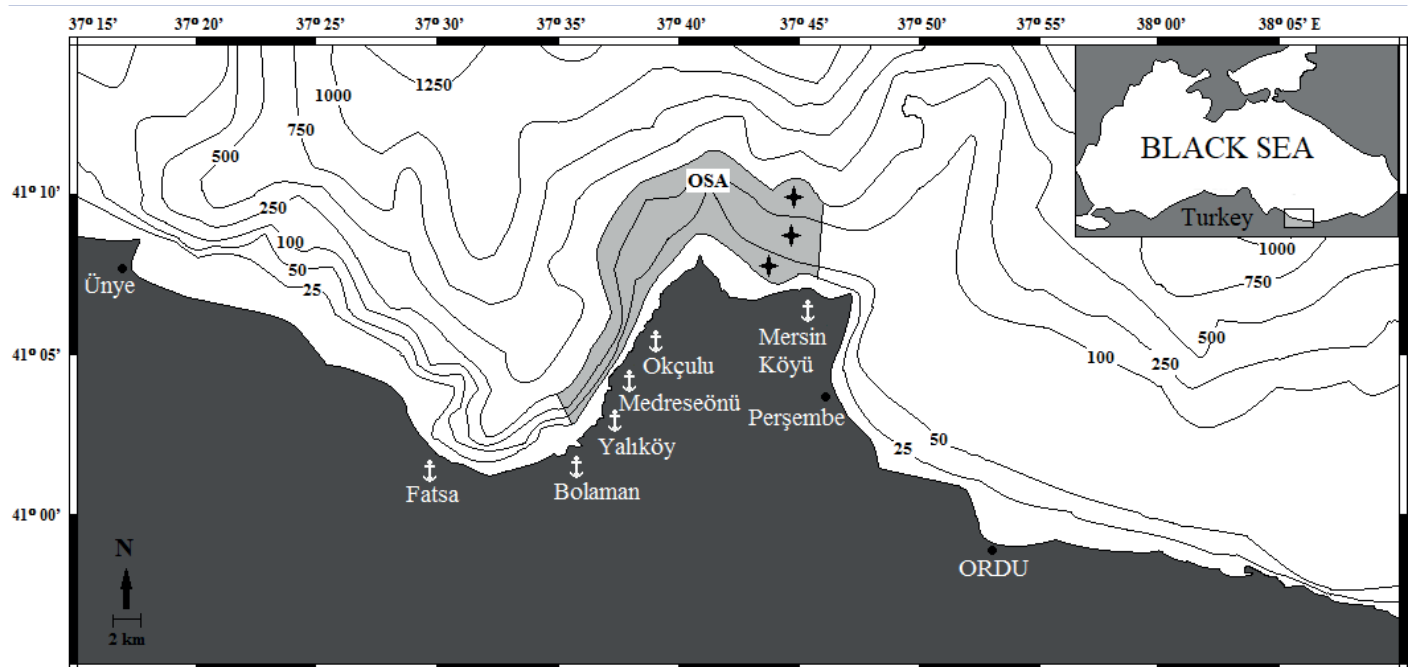 37º 15’ 37º 20’ 37º 25’ 37º 30’ 37º 35’ 37º 40’ 37º 45’ 37º 50’ 37º 55’ 38º 00’ 38º 05’ E
1250
1000
750
500
250
100
50
25
OSA
BLACK SEA
Turkey
1000
750
500
250
100
50
25
41º 10’
41º 05’
41º 00’
Ünye
Mersin
Köyü
Okçulu
Medreseönü
Perşembe
Yalıköy
Bolaman
Fatsa
ORDU
N
2 km